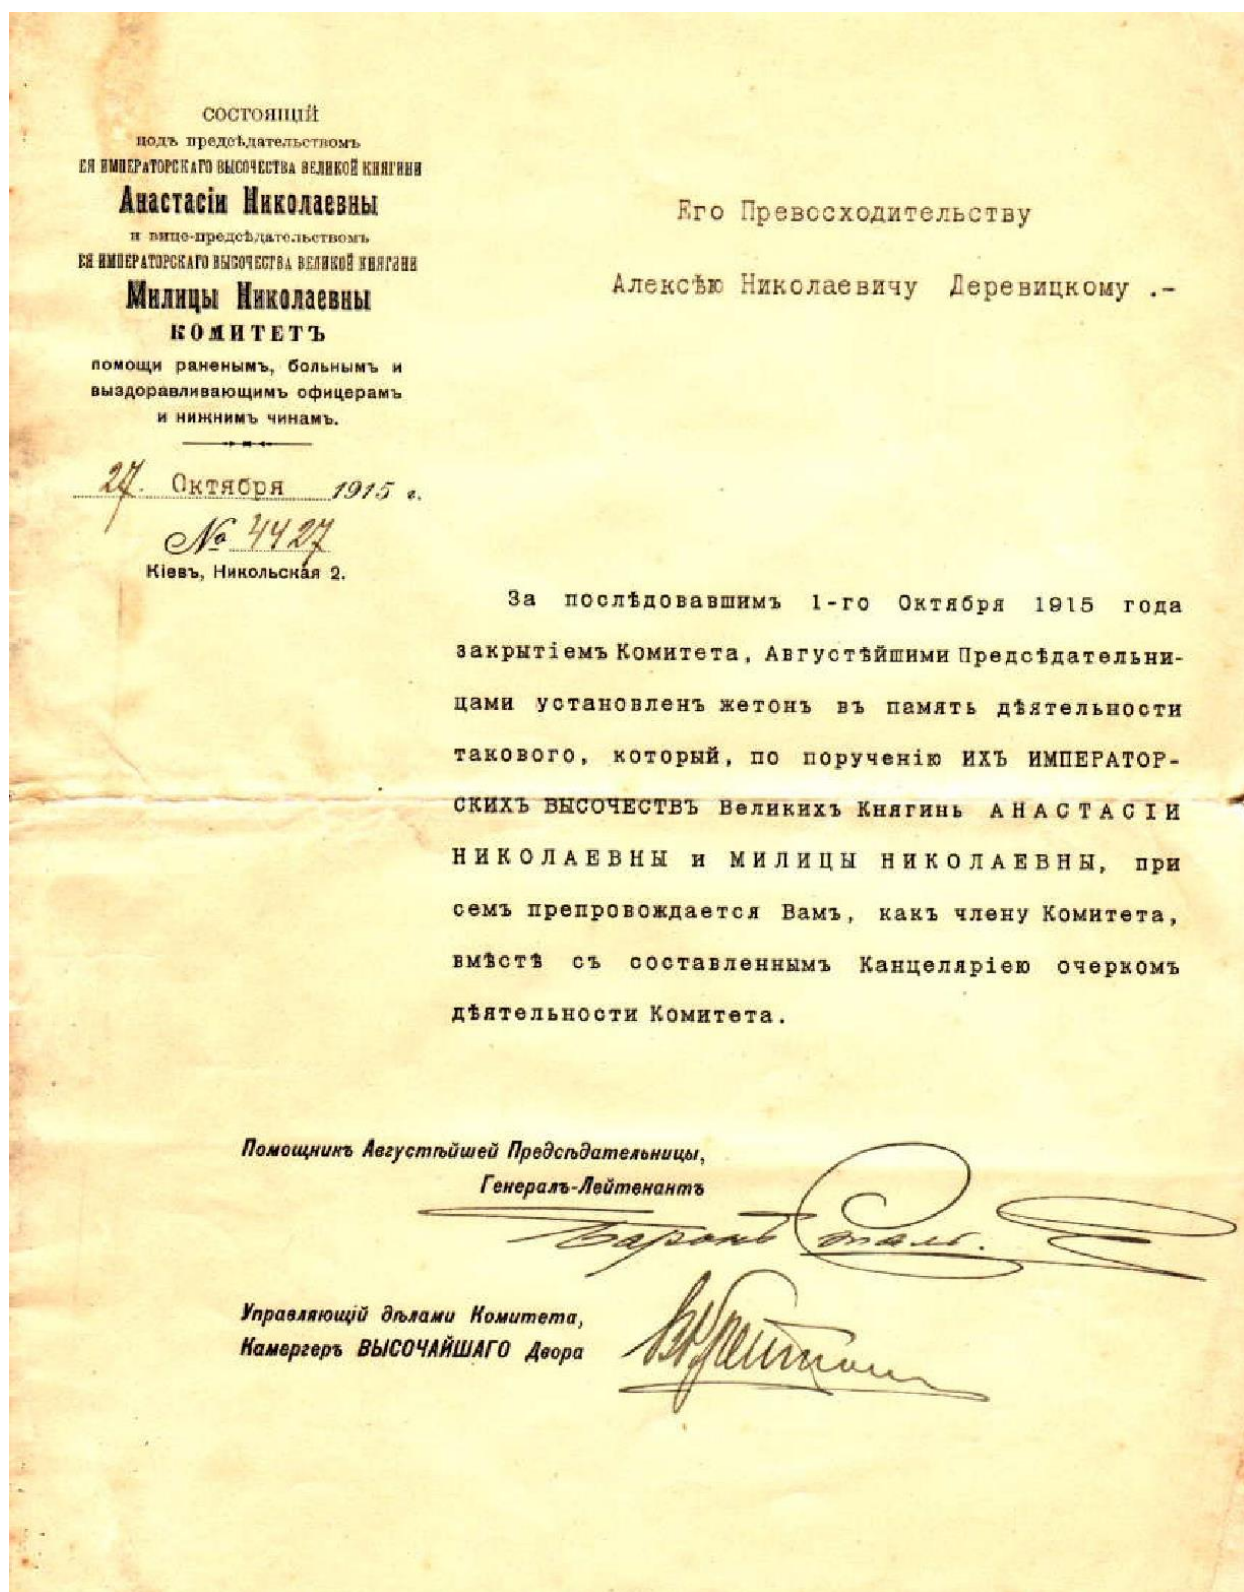 СОСТОЯЩІЙ
подъ предсѣдательствомъ
ЕЯ ИМПЕРАТОРСКАГО ВЫСОЧЕСТВА ВЕЛИКОЙ КНЯГИНИ
Анастасіи Николаевны
и вице-предсѣдательствомъ
ЕЯ ИМПЕРАТОРСКАГО ВЫСОЧЕСТВА ВЕЛИКОЙ КНЯГИНИ
Милицы Николаевны
КОМИТЕТЪ
помощи раненымъ, больнымъ и
выздоравливающимъ офицерамъ
и нижнимъ чинамъ.
27. Октября 1915 г.
№ 4427
Кіевъ, Никольская 2.
Его Превосходительству
Алексѣю Николаевичу Деревицкому .-
За послѣдовавшимъ 1-го Октября 1915 года
закрытіемъ Комитета, Августѣйшими Предсѣдательни-
цами установленъ жетонъ въ память дѣятельности
такового, который, по порученію ИХЪ ИМПЕРАТОР-
СКИХЪ ВЫСОЧЕСТВЪ Великихъ Княгинь АНАСТАСІИ
НИКОЛАЕВНЫ и МИЛИЦЫ НИКОЛАЕВНЫ, при
семъ препровождается Вамъ, какъ члену Комитета,
вмѣстѣ съ составленнымъ Канцеляріею очеркомъ
дѣятельности Комитета.
Помощникъ Августѣйшей Предсѣдательницы,
Генералъ-Лейтенантъ
Баронъ Сталь.
Управляющій дѣлами Комитета,
Камергеръ ВЫСОЧАЙШАГО Двора